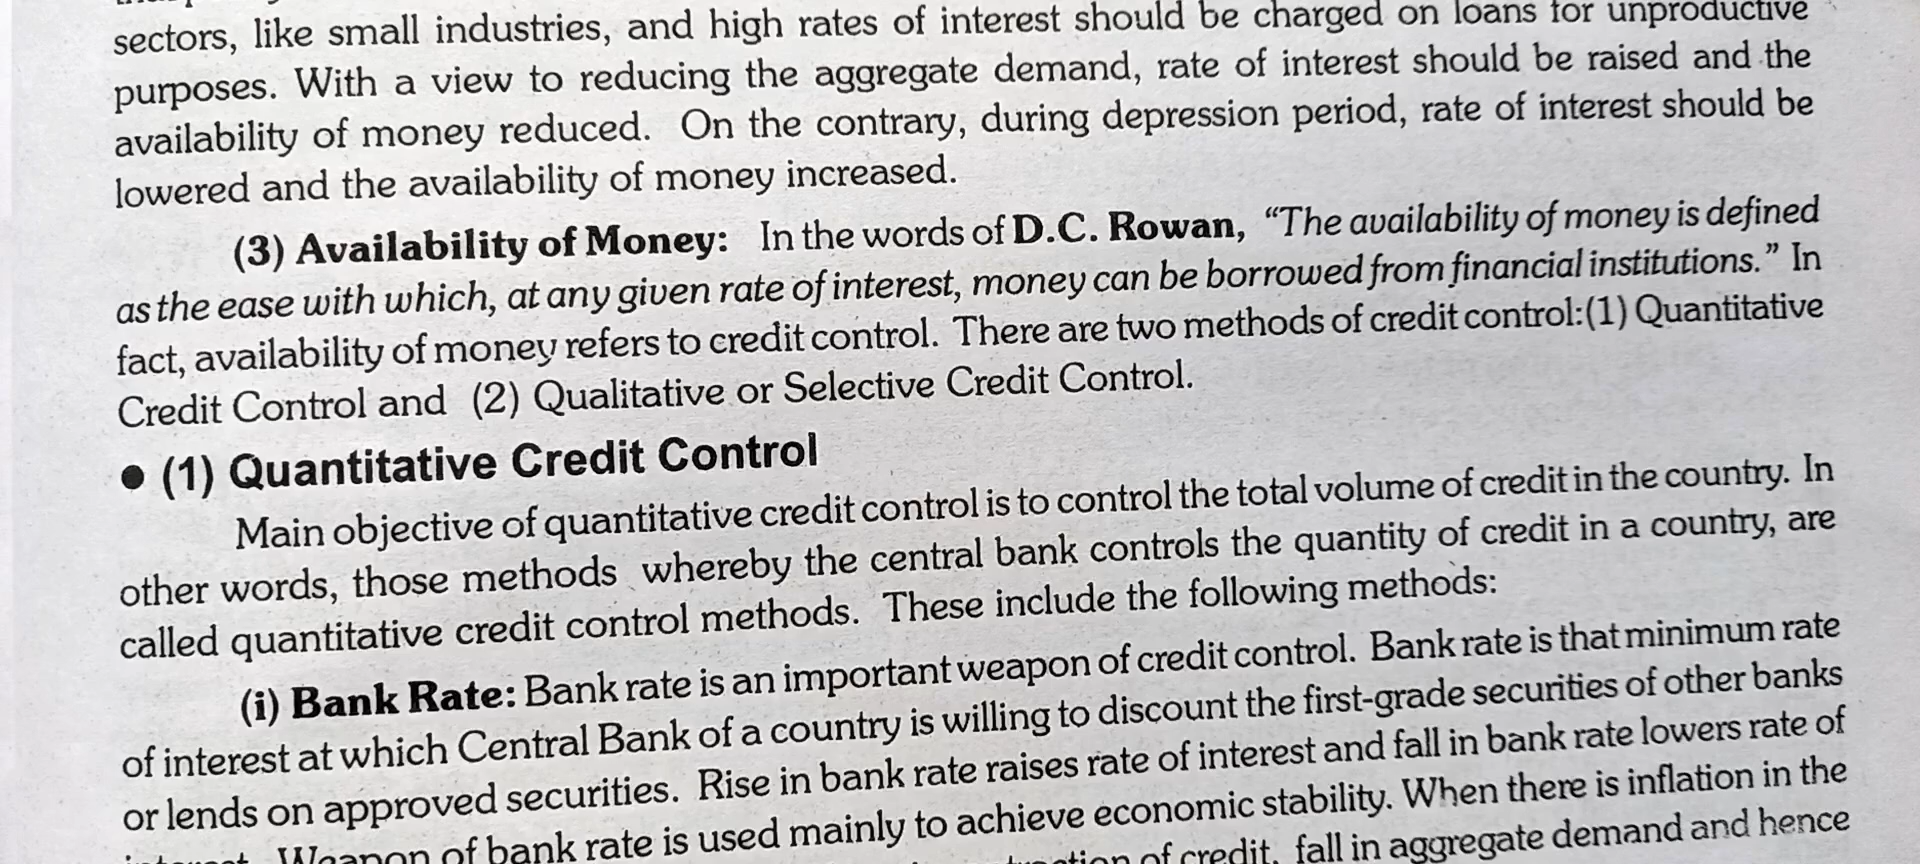 sectors, like small industries, and high rates of interest should be charged on loans for unproductive
purposes. With a view to reducing the aggregate demand, rate of interest should be raised and the
availability of money reduced. On the contrary, during depression period, rate of interest should be
lowered and the availability of money increased.
(3) Availability of Money: In the words of D.C. Rowan, “The availability of money is defined
as the ease with which, at any given rate of interest, money can be borrowed from financial institutions.” In
fact, availability of money refers to credit control. There are two methods of credit control:(1) Quantitative
Credit Control and (2) Qualitative or Selective Credit Control.
● (1) Quantitative Credit Control
Main objective of quantitative credit control is to control the total volume of credit in the country. In
other words, those methods whereby the central bank controls the quantity of credit in a country, are
called quantitative credit control methods. These include the following methods:
(i) Bank Rate: Bank rate is an important weapon of credit control. Bank rate is that minimum rate
of interest at which Central Bank of a country is willing to discount the first-grade securities of other banks
or lends on approved securities. Rise in bank rate raises rate of interest and fall in bank rate lowers rate of
Weapon of bank rate is used mainly to achieve economic stability. When there is inflation in the
of credit, fall in aggregate demand and hence